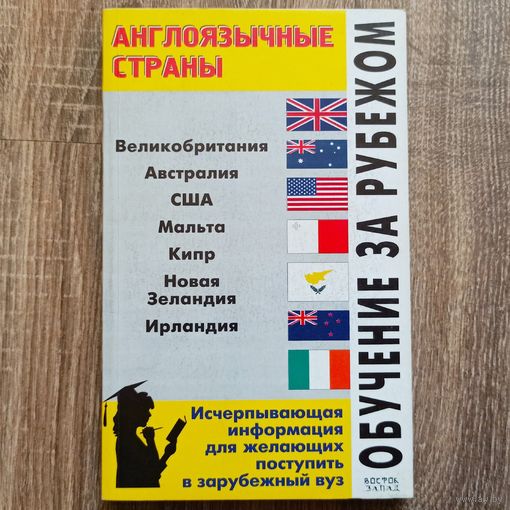 АНГЛОЯЗЫЧНЫЕ
СТРАНЫ
Великобритания
Австралия
США
Мальта
Кипр
Новая
Зеландия
Ирландия
Исчерпывающая
информация
для желающих
поступить
в зарубежный вуз
ОБУЧЕНИЕ ЗА РУБЕЖОМ
ВОСТОК
ЗАПАД